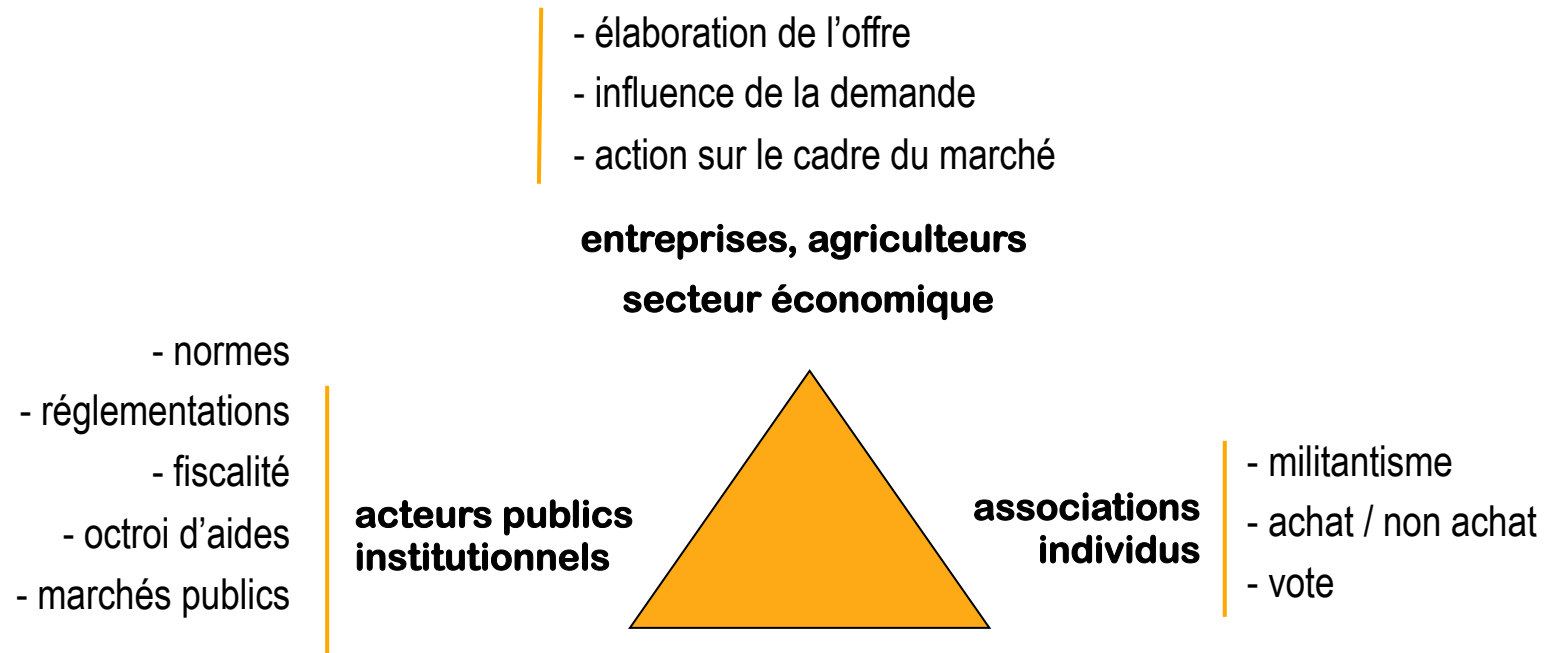 - élaboration de l’offre
- influence de la demande
- action sur le cadre du marché
entreprises, agriculteurs
secteur économique
- normes
- réglementations
- fiscalité
- octroi d’aides
- marchés publics
acteurs publics
institutionnels
associations
individus
- militantisme
- achat / non achat
- vote